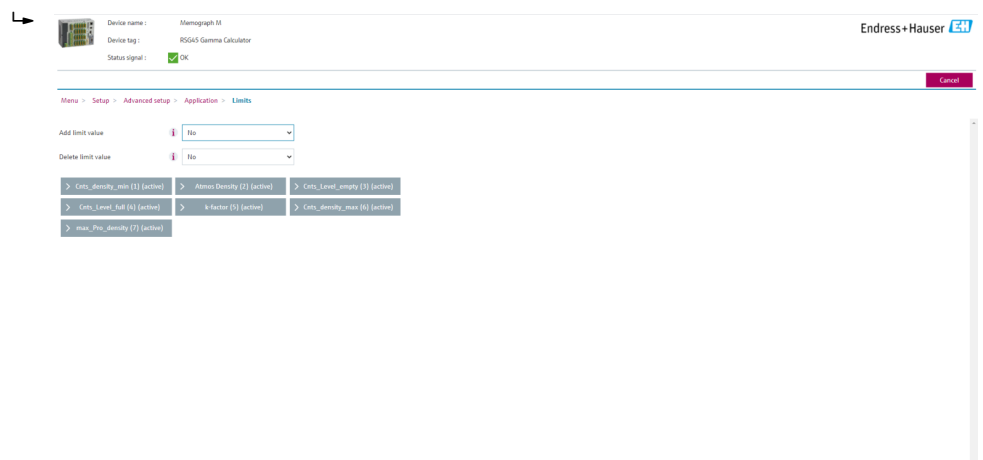 Device name : Memograph M
Endress+Hauser EH
Device tag : RSG45 Gamma Calculator
Status signal : OK
Cancel
Menu > Setup > Advanced setup > Application > Limits
Add limit value i No
Delete limit value i No
> Cnts_density_min (1) (active) > Atmos Density (2) (active) > Cnts_Level_empty (3) (active)
> Cnts_Level_full (4) (active) > k-factor (5) (active) > Cnts_density_max (6) (active)
> max_Pro_density (7) (active)